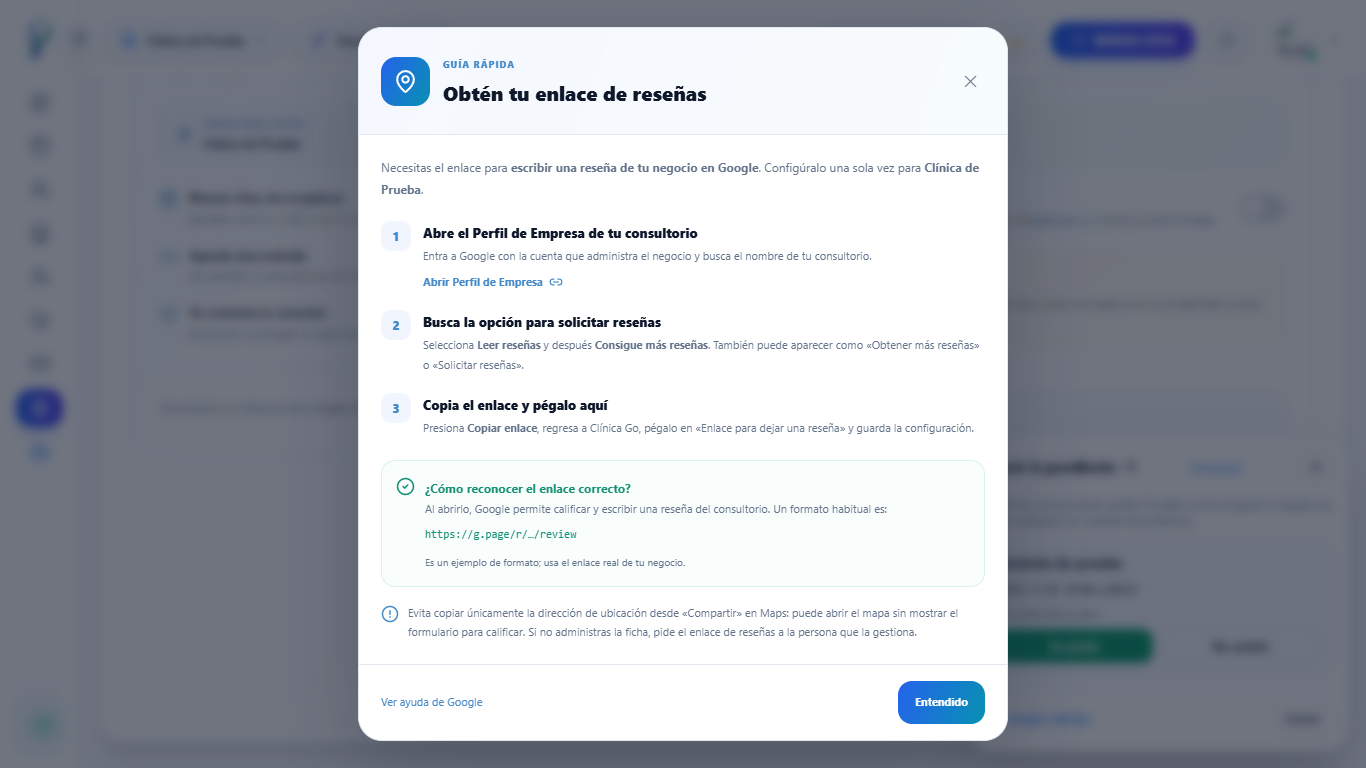 GUÍA RÁPIDA
Obtén tu enlace de reseñas
Necesitas el enlace para escribir una reseña de tu negocio en Google. Configúralo una sola vez para Clínica de
Prueba.
1
Abre el Perfil de Empresa de tu consultorio
Entra a Google con la cuenta que administra el negocio y busca el nombre de tu consultorio.
Abrir Perfil de Empresa
2
Busca la opción para solicitar reseñas
Selecciona Leer reseñas y después Consigue más reseñas. También puede aparecer como «Obtener más reseñas»
o «Solicitar reseñas».
3
Copia el enlace y pégalo aquí
Presiona Copiar enlace, regresa a Clínica Go, pégalo en «Enlace para dejar una reseña» y guarda la configuración.
¿Cómo reconocer el enlace correcto?
Al abrirlo, Google permite calificar y escribir una reseña del consultorio. Un formato habitual es:
https://g.page/r/…/review
Es un ejemplo de formato; usa el enlace real de tu negocio.
Evita copiar únicamente la dirección de ubicación desde «Compartir» en Maps: puede abrir el mapa sin mostrar el
formulario para calificar. Si no administras la ficha, pide el enlace de reseñas a la persona que la gestiona.
Ver ayuda de Google
Entendido